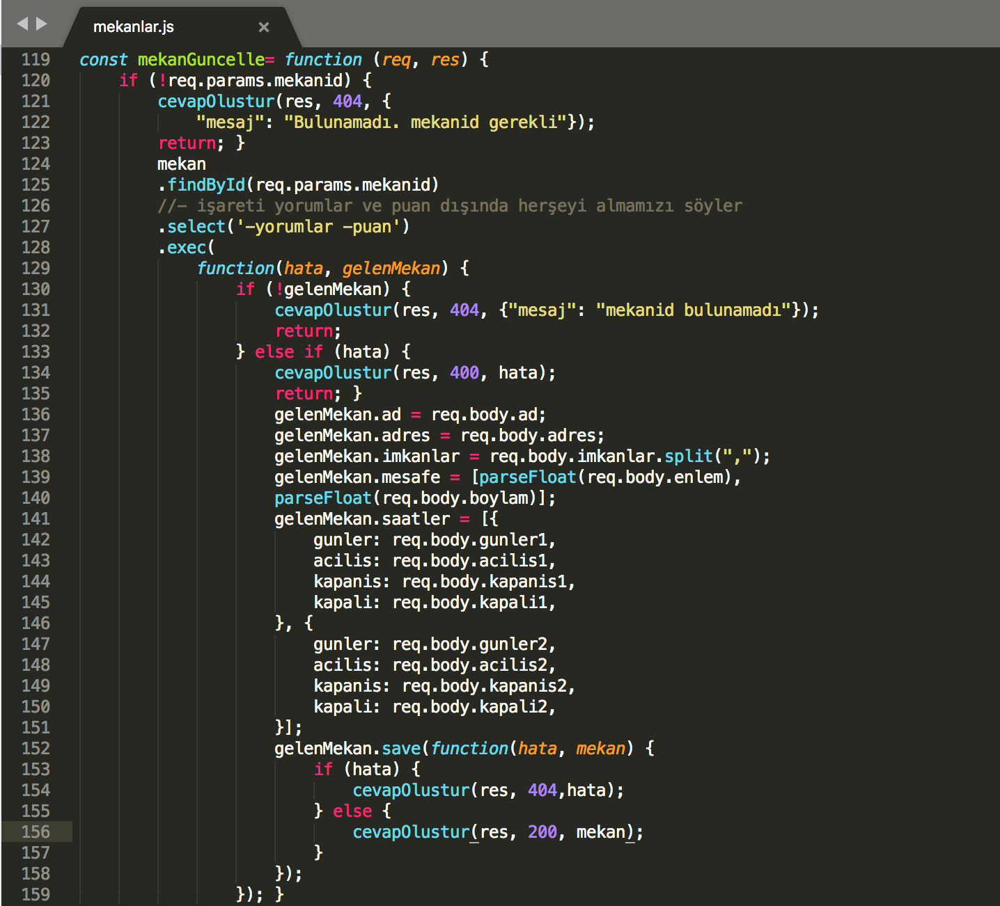 mekanlar.js ×
119 const mekanGuncelle= function (req, res) {
120 if (!req.params.mekanid) {
121 cevapOlustur(res, 404, {
122 "mesaj": "Bulunamadı. mekanid gerekli"});
123 return; }
124 mekan
125 .findById(req.params.mekanid)
126 //- işareti yorumlar ve puan dışında herşeyi almamızı söyler
127 .select('-yorumlar -puan')
128 .exec(
129 function(hata, gelenMekan) {
130 if (!gelenMekan) {
131 cevapOlustur(res, 404, {"mesaj": "mekanid bulunamadı"});
132 return;
133 } else if (hata) {
134 cevapOlustur(res, 400, hata);
135 return; }
136 gelenMekan.ad = req.body.ad;
137 gelenMekan.adres = req.body.adres;
138 gelenMekan.imkanlar = req.body.imkanlar.split(",");
139 gelenMekan.mesafe = [parseFloat(req.body.enlem),
140 parseFloat(req.body.boylam)];
141 gelenMekan.saatler = [{
142 gunler: req.body.gunler1,
143 acilis: req.body.acilis1,
144 kapanis: req.body.kapanis1,
145 kapali: req.body.kapali1,
146 }, {
147 gunler: req.body.gunler2,
148 acilis: req.body.acilis2,
149 kapanis: req.body.kapanis2,
150 kapali: req.body.kapali2,
151 }];
152 gelenMekan.save(function(hata, mekan) {
153 if (hata) {
154 cevapOlustur(res, 404,hata);
155 } else {
156 cevapOlustur(res, 200, mekan);
157 }
158 });
159 }); }